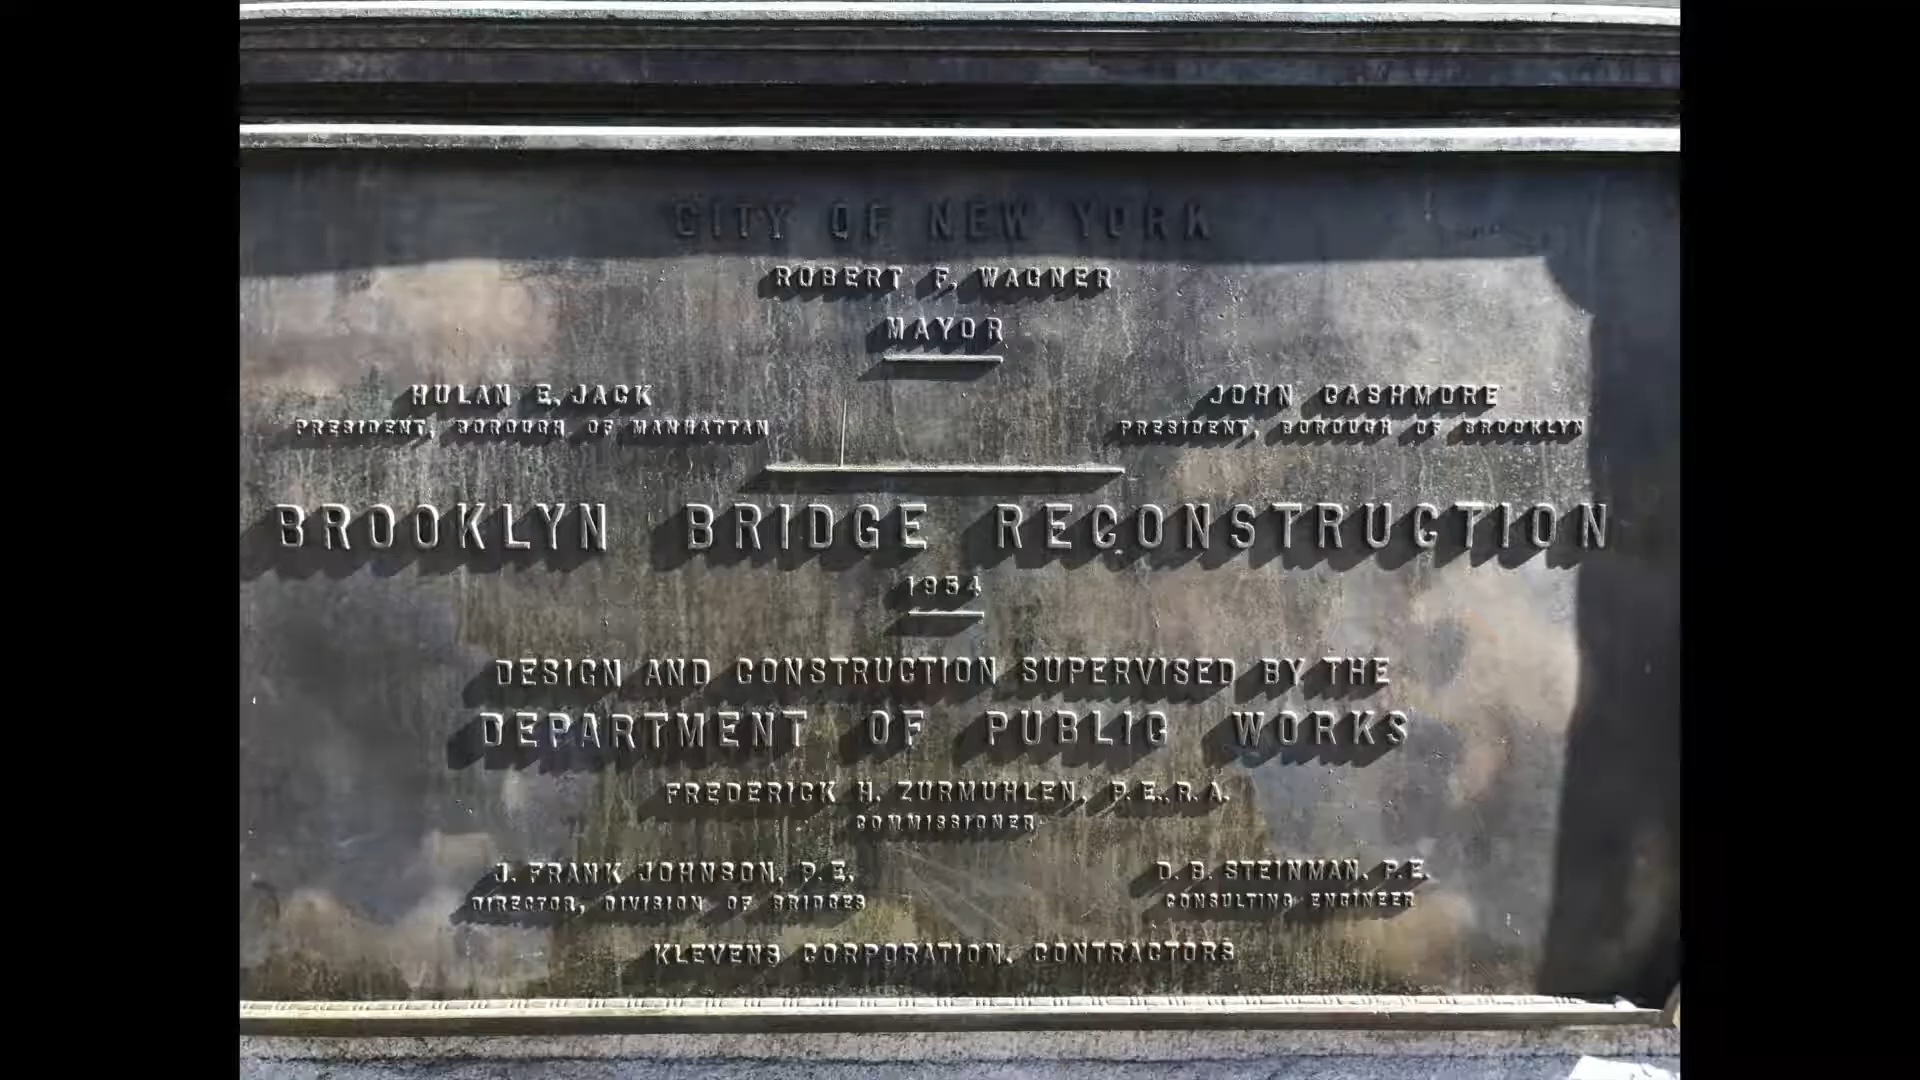 CITY OF NEW YORK
ROBERT F. WAGNER
MAYOR
HULAN E. JACK
PRESIDENT, BOROUGH OF MANHATTAN
JOHN CASHMORE
PRESIDENT, BOROUGH OF BROOKLYN
BROOKLYN BRIDGE RECONSTRUCTION
1954
DESIGN AND CONSTRUCTION SUPERVISED BY THE
DEPARTMENT OF PUBLIC WORKS
FREDERICK H. ZURMUHLEN, P.E., R.A.
COMMISSIONER
J. FRANK JOHNSON, P.E.
DIRECTOR, DIVISION OF BRIDGES
D. B. STEINMAN, P.E.
CONSULTING ENGINEER
KLEVENS CORPORATION, CONTRACTORS